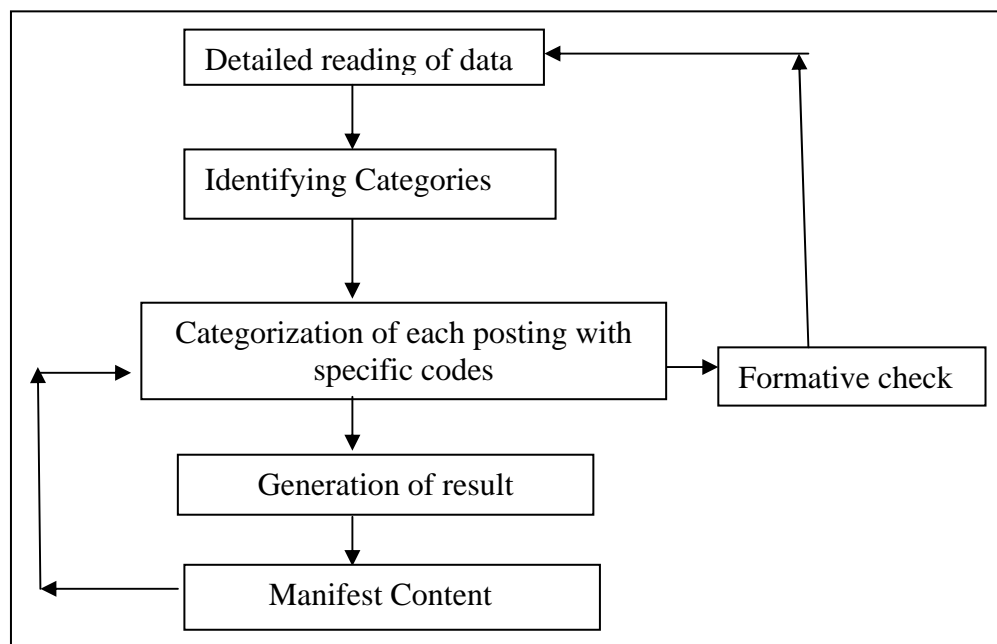 Detailed reading of data
Identifying Categories
Categorization of each posting with
specific codes
Formative check
Generation of result
Manifest Content